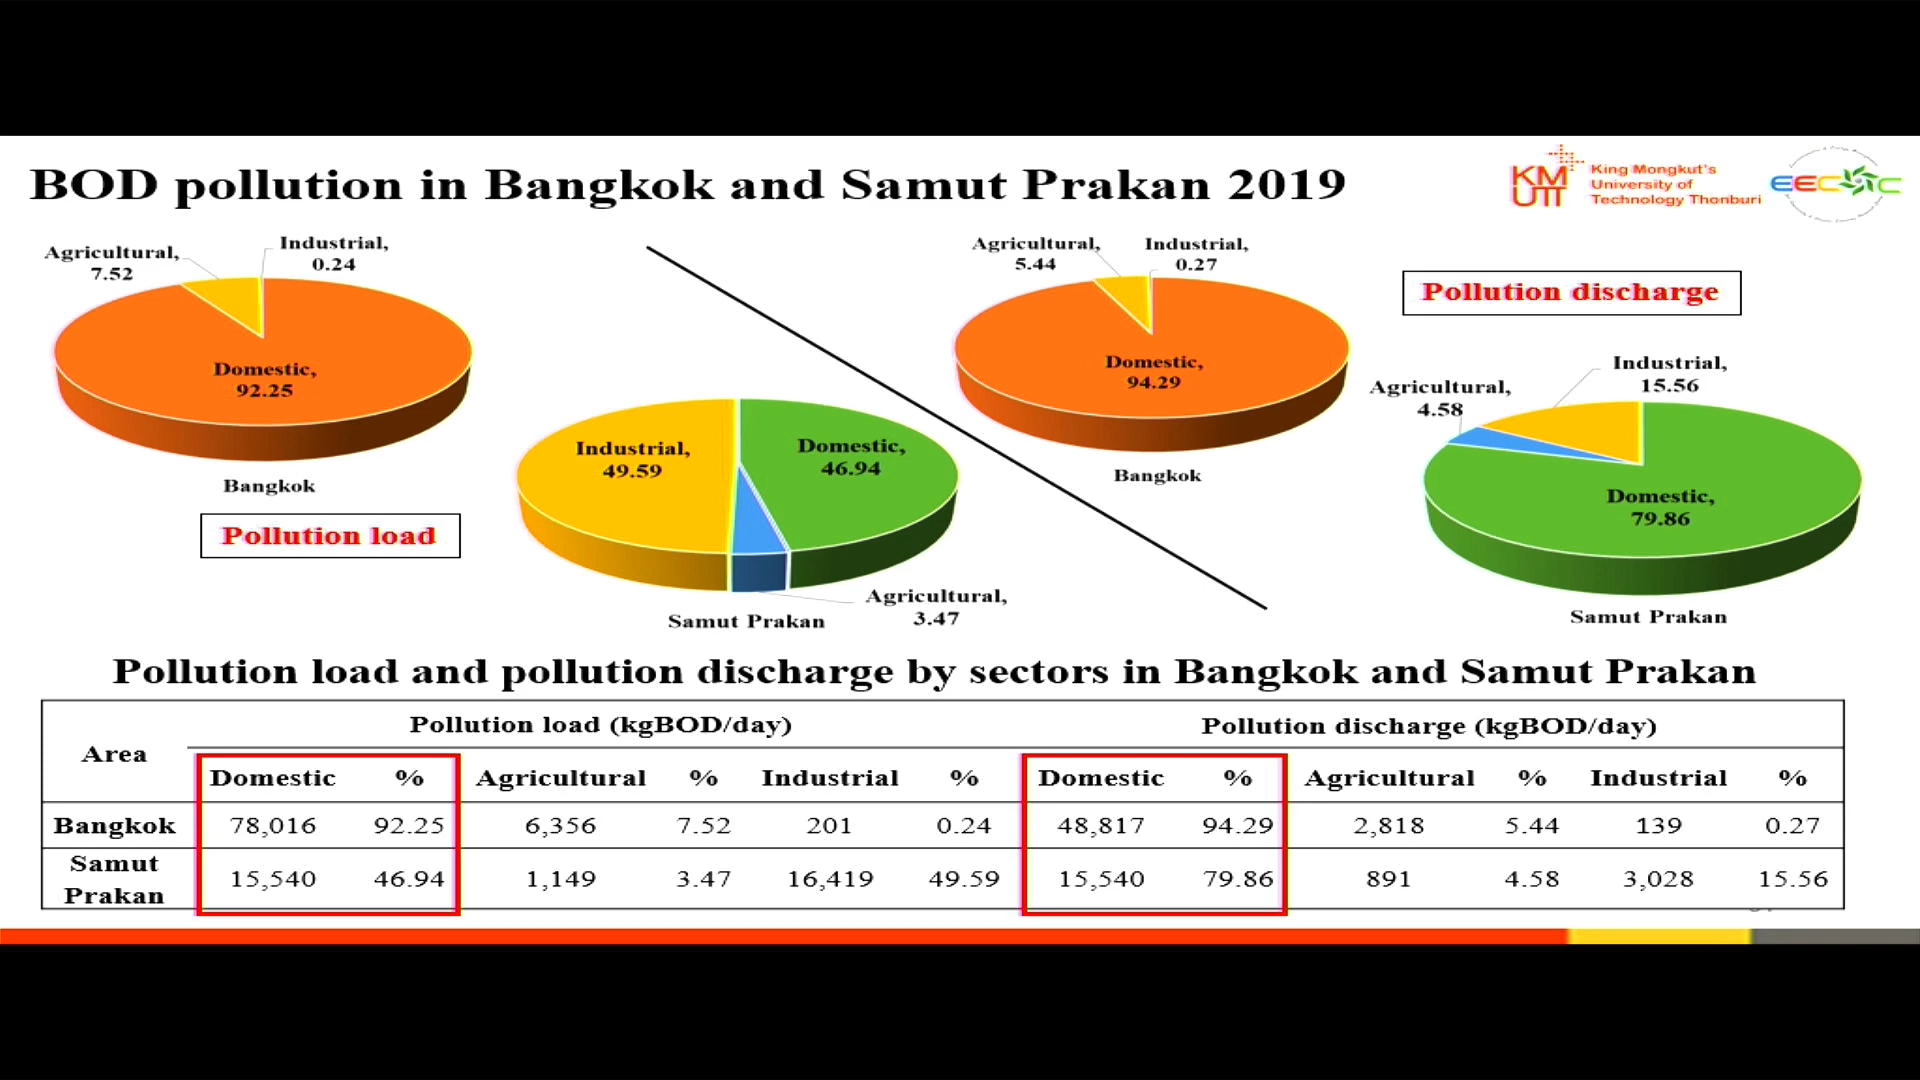 BOD pollution in Bangkok and Samut Prakan 2019
KM
UTT
King Mongkut's
University of
Technology Thonburi
Agricultural,
7.52
Industrial,
0.24
Domestic,
92.25
Bangkok
Pollution load
Industrial,
49.59
Domestic,
46.94
Agricultural,
3.47
Samut Prakan
Agricultural,
5.44
Industrial,
0.27
Domestic,
94.29
Bangkok
Pollution discharge
Industrial,
15.56
Agricultural,
4.58
Domestic,
79.86
Samut Prakan
Pollution load and pollution discharge by sectors in Bangkok and Samut Prakan
Area Pollution load (kgBOD/day) Pollution discharge (kgBOD/day)
Domestic % Agricultural % Industrial % Domestic % Agricultural % Industrial %
Bangkok 78,016 92.25 6,356 7.52 201 0.24 48,817 94.29 2,818 5.44 139 0.27
Samut Prakan 15,540 46.94 1,149 3.47 16,419 49.59 15,540 79.86 891 4.58 3,028 15.56